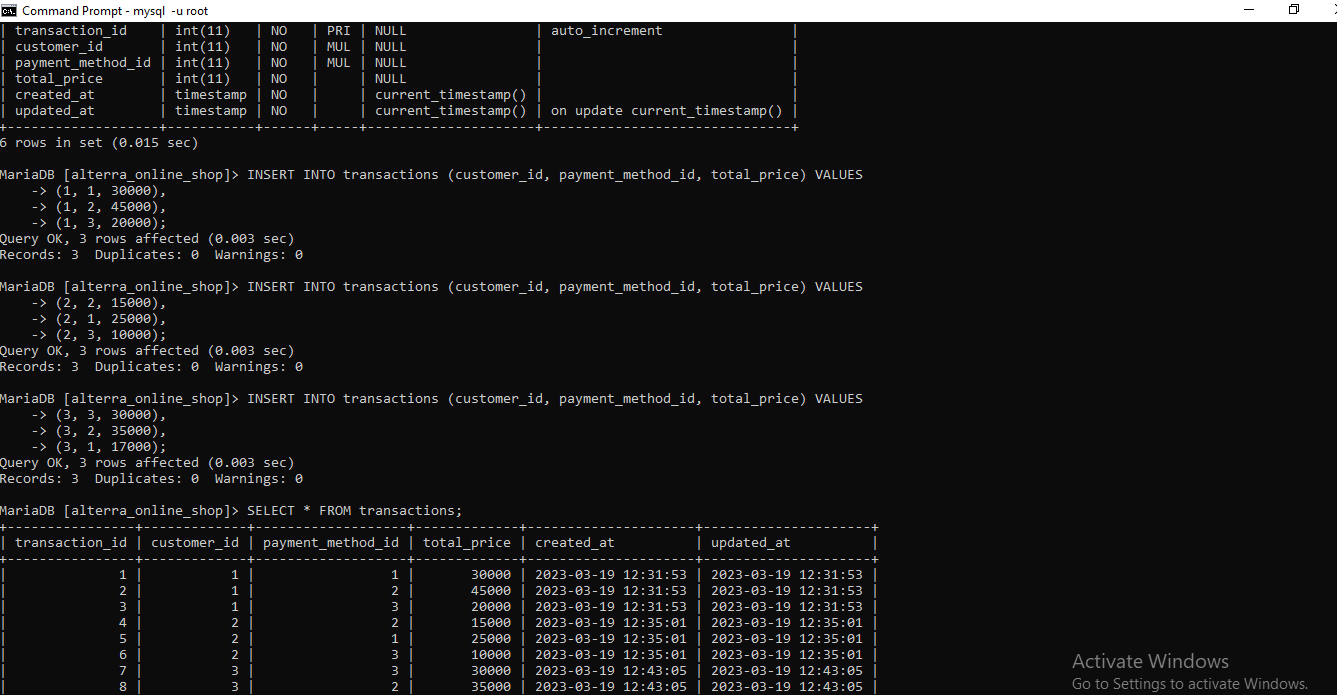 Command Prompt - mysql -u root
| transaction_id    | int(11)   | NO   | PRI | NULL                | auto_increment                |
| customer_id       | int(11)   | NO   | MUL | NULL                |                               |
| payment_method_id | int(11)   | NO   | MUL | NULL                |                               |
| total_price       | int(11)   | NO   |     | NULL                |                               |
| created_at        | timestamp | NO   |     | current_timestamp() |                               |
| updated_at        | timestamp | NO   |     | current_timestamp() | on update current_timestamp() |
+-------------------+-----------+------+-----+---------------------+-------------------------------+
6 rows in set (0.015 sec)
MariaDB [alterra_online_shop]> INSERT INTO transactions (customer_id, payment_method_id, total_price) VALUES
    -> (1, 1, 30000),
    -> (1, 2, 45000),
    -> (1, 3, 20000);
Query OK, 3 rows affected (0.003 sec)
Records: 3  Duplicates: 0  Warnings: 0
MariaDB [alterra_online_shop]> INSERT INTO transactions (customer_id, payment_method_id, total_price) VALUES
    -> (2, 2, 15000),
    -> (2, 1, 25000),
    -> (2, 3, 10000);
Query OK, 3 rows affected (0.003 sec)
Records: 3  Duplicates: 0  Warnings: 0
MariaDB [alterra_online_shop]> INSERT INTO transactions (customer_id, payment_method_id, total_price) VALUES
    -> (3, 3, 30000),
    -> (3, 2, 35000),
    -> (3, 1, 17000);
Query OK, 3 rows affected (0.003 sec)
Records: 3  Duplicates: 0  Warnings: 0
MariaDB [alterra_online_shop]> SELECT * FROM transactions;
+----------------+-------------+-------------------+-------------+---------------------+---------------------+
| transaction_id | customer_id | payment_method_id | total_price | created_at          | updated_at          |
+----------------+-------------+-------------------+-------------+---------------------+---------------------+
|              1 |           1 |                 1 |       30000 | 2023-03-19 12:31:53 | 2023-03-19 12:31:53 |
|              2 |           1 |                 2 |       45000 | 2023-03-19 12:31:53 | 2023-03-19 12:31:53 |
|              3 |           1 |                 3 |       20000 | 2023-03-19 12:31:53 | 2023-03-19 12:31:53 |
|              4 |           2 |                 2 |       15000 | 2023-03-19 12:35:01 | 2023-03-19 12:35:01 |
|              5 |           2 |                 1 |       25000 | 2023-03-19 12:35:01 | 2023-03-19 12:35:01 |
|              6 |           2 |                 3 |       10000 | 2023-03-19 12:35:01 | 2023-03-19 12:35:01 |
|              7 |           3 |                 3 |       30000 | 2023-03-19 12:43:05 | 2023-03-19 12:43:05 |
|              8 |           3 |                 2 |       35000 | 2023-03-19 12:43:05 | 2023-03-19 12:43:05 |
Activate Windows
Go to Settings to activate Windows.